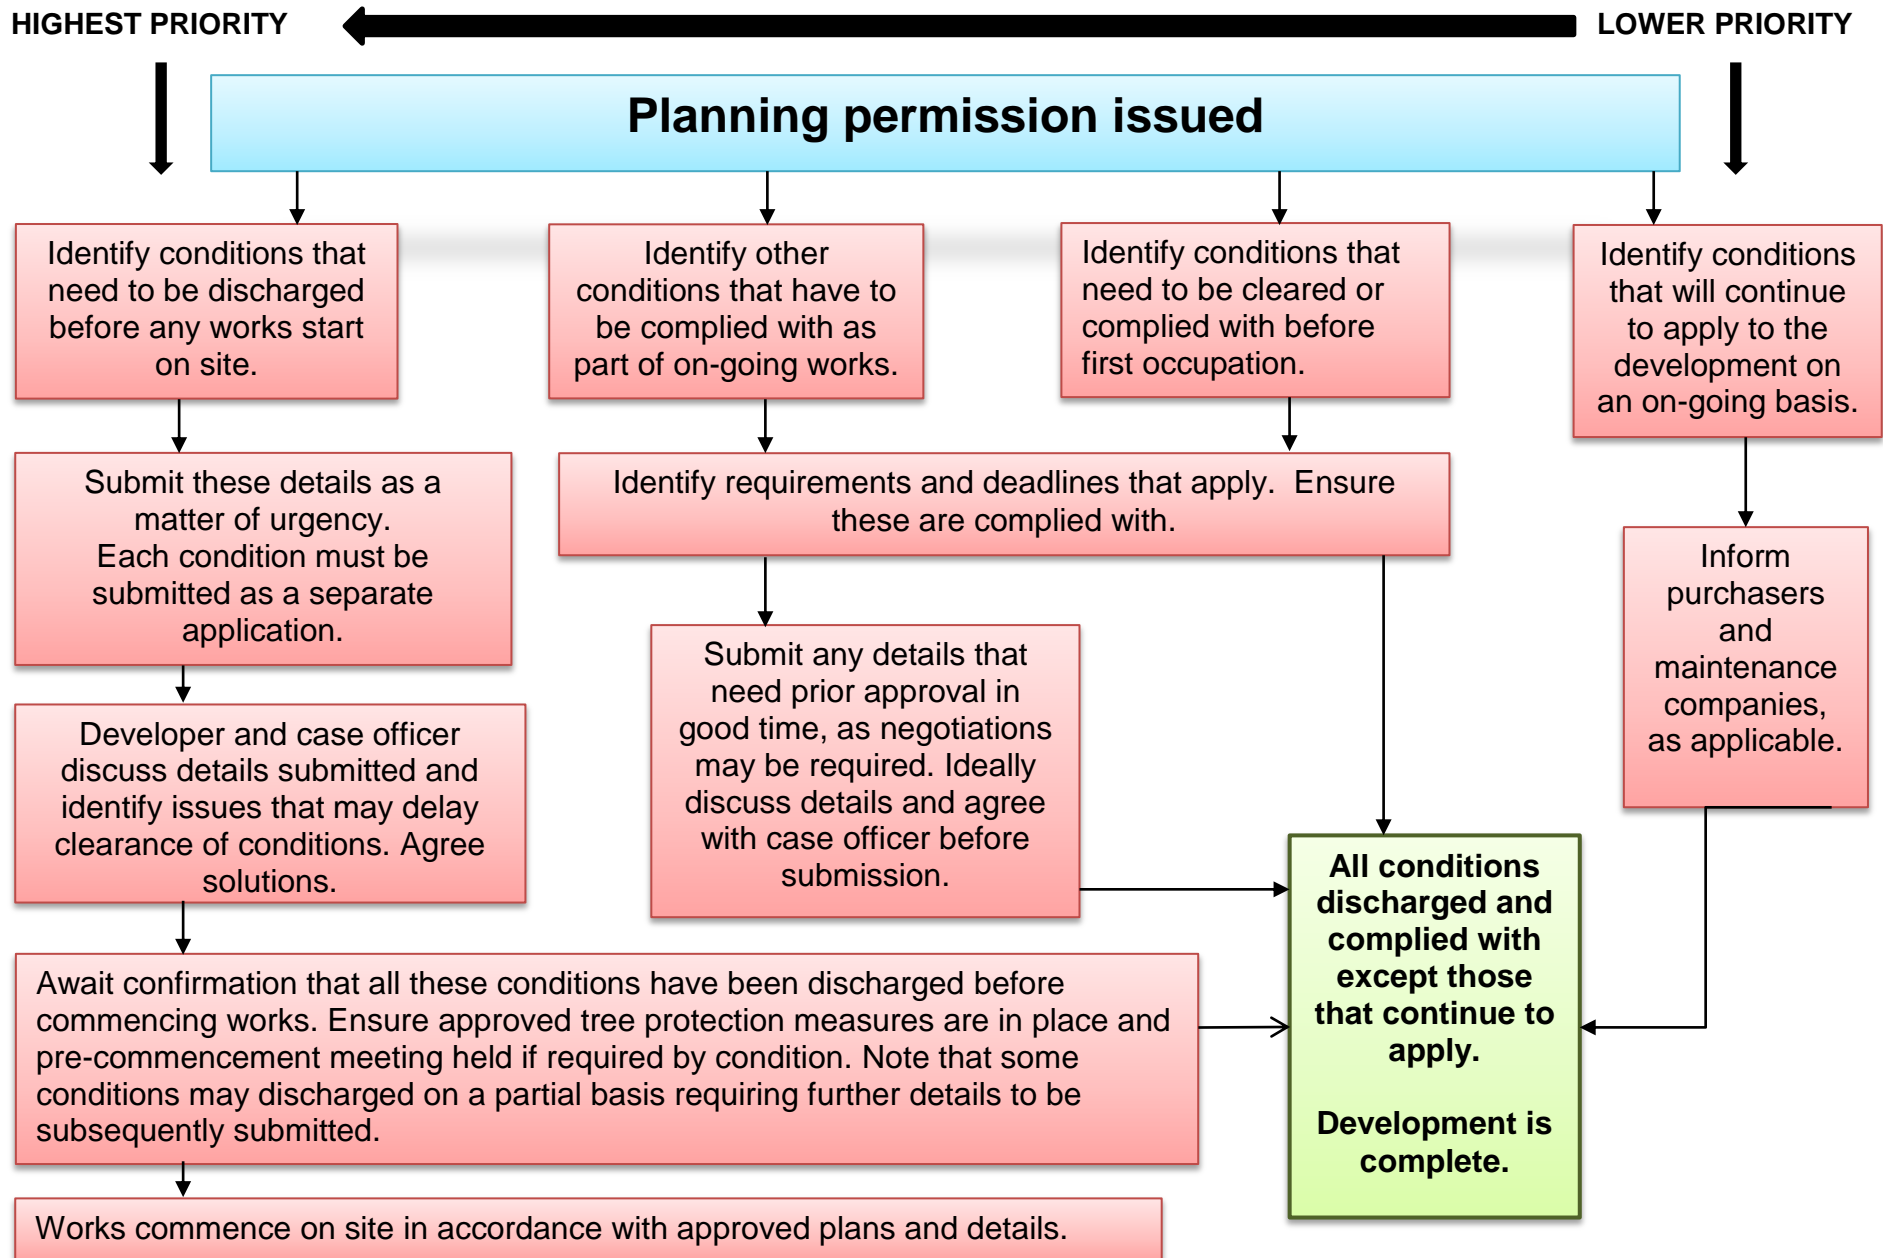 HIGHEST PRIORITY
LOWER PRIORITY
Planning permission issued
Identify conditions that
need to be discharged
before any works start
on site.
Identify other
conditions that have to
be complied with as
part of on-going works.
Identify conditions that
need to be cleared or
complied with before
first occupation.
Identify conditions
that will continue
to apply to the
development on
an on-going basis.
Submit these details as a
matter of urgency.
Each condition must be
submitted as a separate
application.
Identify requirements and deadlines that apply.  Ensure
these are complied with.
Inform
purchasers
and
maintenance
companies,
as applicable.
Developer and case officer
discuss details submitted and
identify issues that may delay
clearance of conditions. Agree
solutions.
Submit any details that
need prior approval in
good time, as negotiations
may be required. Ideally
discuss details and agree
with case officer before
submission.
All conditions
discharged and
complied with
except those
that continue to
apply.
Development is
complete.
Await confirmation that all these conditions have been discharged before
commencing works. Ensure approved tree protection measures are in place and
pre-commencement meeting held if required by condition. Note that some
conditions may discharged on a partial basis requiring further details to be
subsequently submitted.
Works commence on site in accordance with approved plans and details.